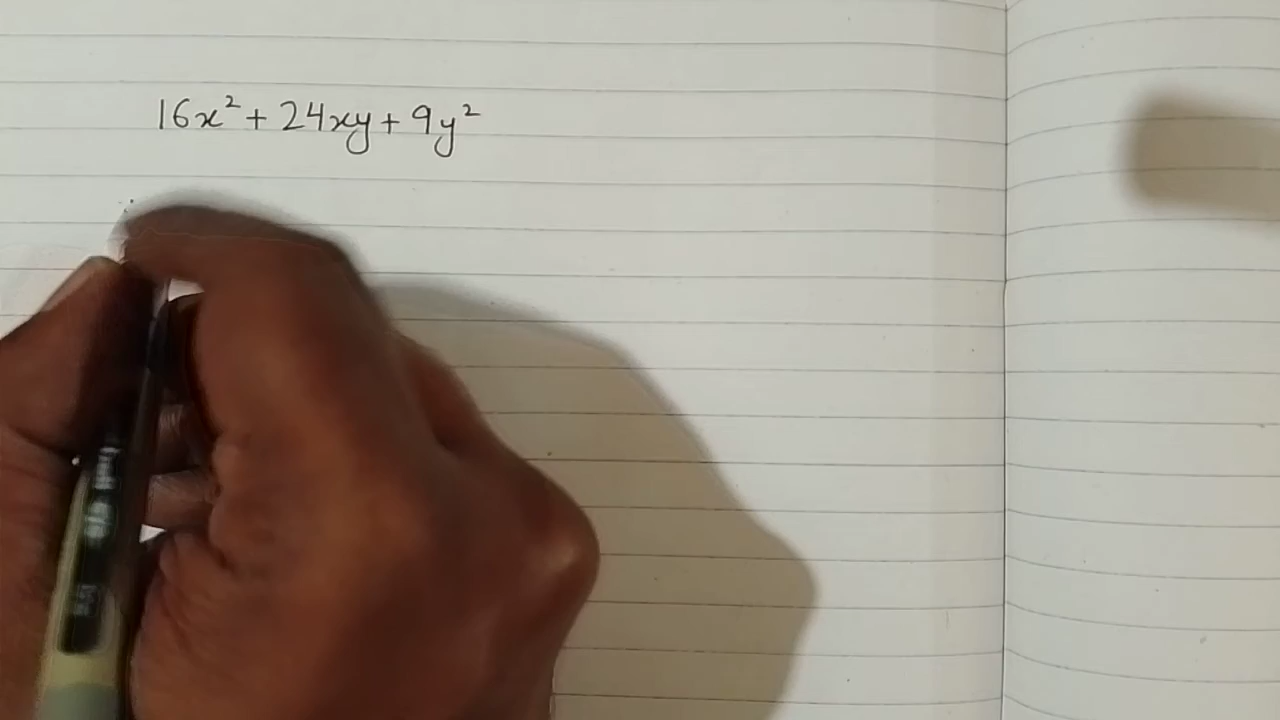 16x² + 24xy + 9y²